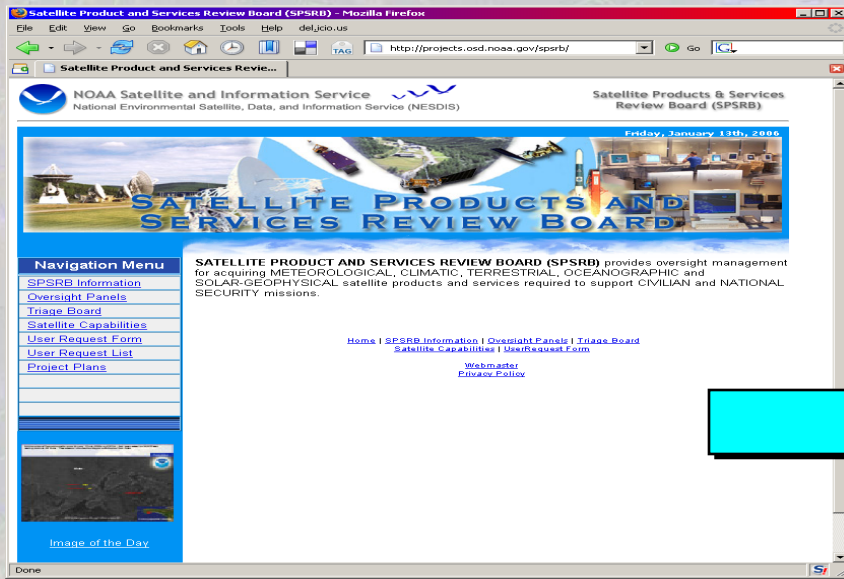 Satellite Product and Services Review Board (SPSRB) - Mozilla Firefox
File Edit View Go Bookmarks Tools Help del.icio.us
TAG http://projects.osd.noaa.gov/spsrb/ Go
Satellite Product and Services Revie...
NOAA Satellite and Information Service
National Environmental Satellite, Data, and Information Service (NESDIS)
Satellite Products & Services
Review Board (SPSRB)
Friday, January 13th, 2006
SATELLITE PRODUCTS AND
SERVICES REVIEW BOARD
Navigation Menu
SPSRB Information
Oversight Panels
Triage Board
Satellite Capabilities
User Request Form
User Request List
Project Plans
Image of the Day
SATELLITE PRODUCT AND SERVICES REVIEW BOARD (SPSRB) provides oversight management
for acquiring METEOROLOGICAL, CLIMATIC, TERRESTRIAL, OCEANOGRAPHIC and
SOLAR-GEOPHYSICAL satellite products and services required to support CIVILIAN and NATIONAL
SECURITY missions.
Home | SPSRB Information | Oversight Panels | Triage Board
Satellite Capabilities | UserRequest Form
Webmaster
Privacy Policy
Done